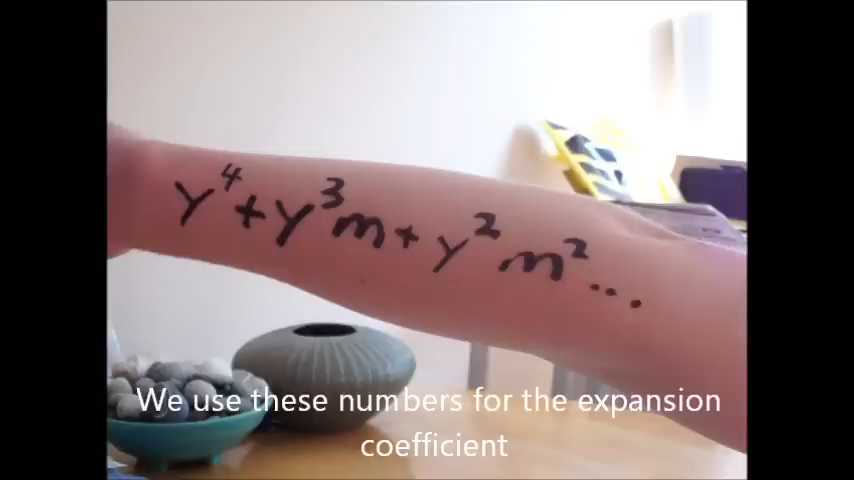 y⁴+y³m+y²m²...
We use these numbers for the expansion
coefficient